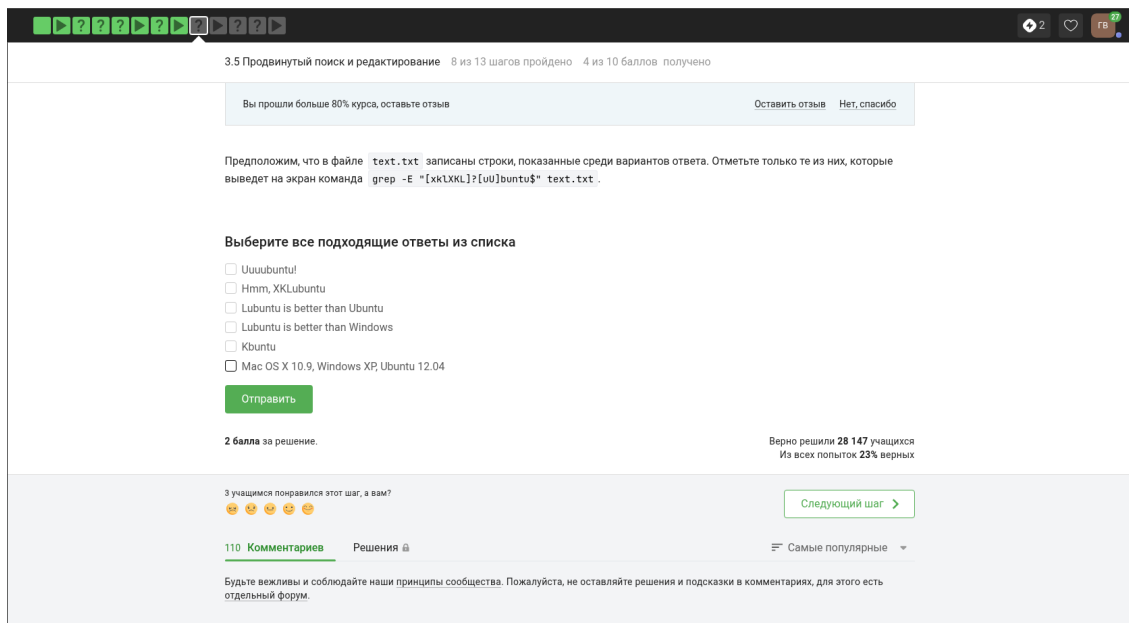 ? ? ? ? ? ? ? ?
2
ГВ
27
3.5 Продвинутый поиск и редактирование 8 из 13 шагов пройдено 4 из 10 баллов получено
Вы прошли больше 80% курса, оставьте отзыв Оставить отзыв Нет, спасибо
Предположим, что в файле text.txt записаны строки, показанные среди вариантов ответа. Отметьте только те из них, которые
выведет на экран команда grep -E "[xklXKL]?[uU]buntu$" text.txt.
Выберите все подходящие ответы из списка
Uuuubuntu!
Hmm, XKLubuntu
Lubuntu is better than Ubuntu
Lubuntu is better than Windows
Kbuntu
Mac OS X 10.9, Windows XP, Ubuntu 12.04
Отправить
2 балла за решение.
Верно решили 28 147 учащихся
Из всех попыток 23% верных
3 учащимся понравился этот шаг, а вам?
Следующий шаг
110 Комментариев Решения Самые популярные
Будьте вежливы и соблюдайте наши принципы сообщества. Пожалуйста, не оставляйте решения и подсказки в комментариях, для этого есть
отдельный форум.